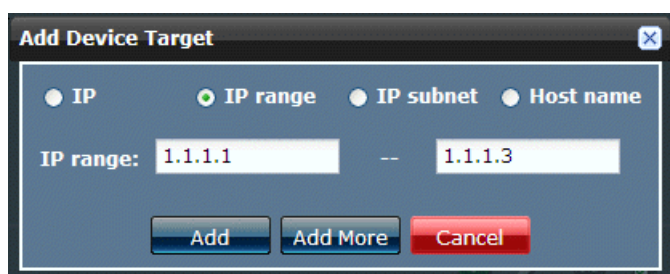 Add Device Target
IP IP range IP subnet Host name
IP range: 1.1.1.1 -- 1.1.1.3
Add Add More Cancel